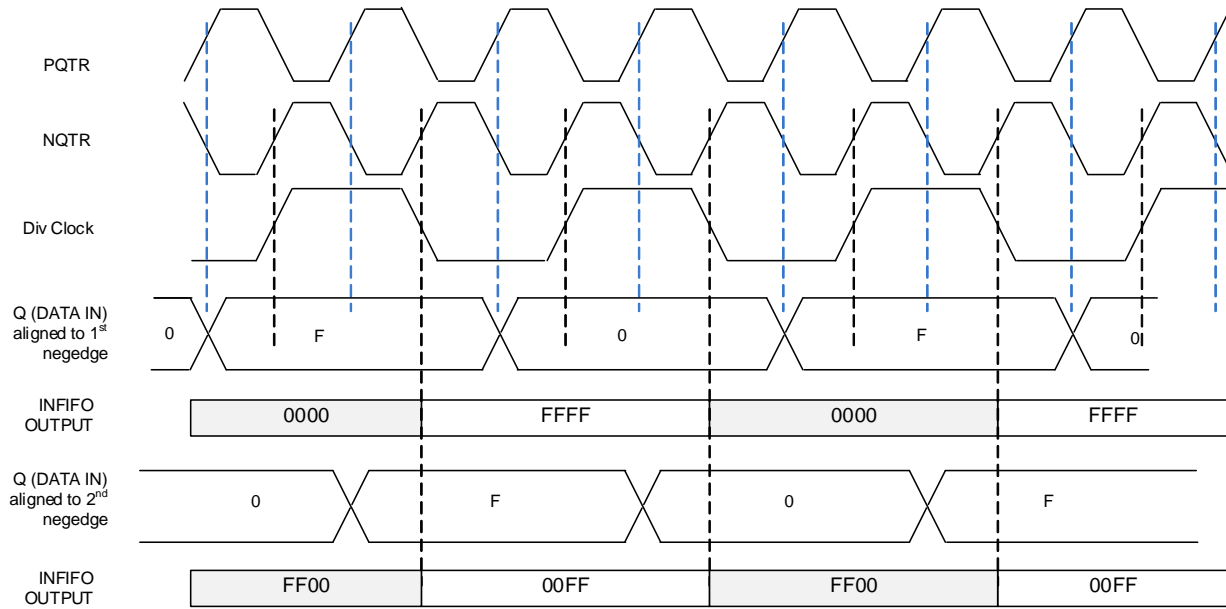 PQTR
NQTR
Div Clock
Q (DATA IN)
aligned to 1st
negedge
0
F
0
F
0
INFIFO
OUTPUT
0000
FFFF
0000
FFFF
Q (DATA IN)
aligned to 2nd
negedge
0
F
0
F
INFIFO
OUTPUT
FF00
00FF
FF00
00FF